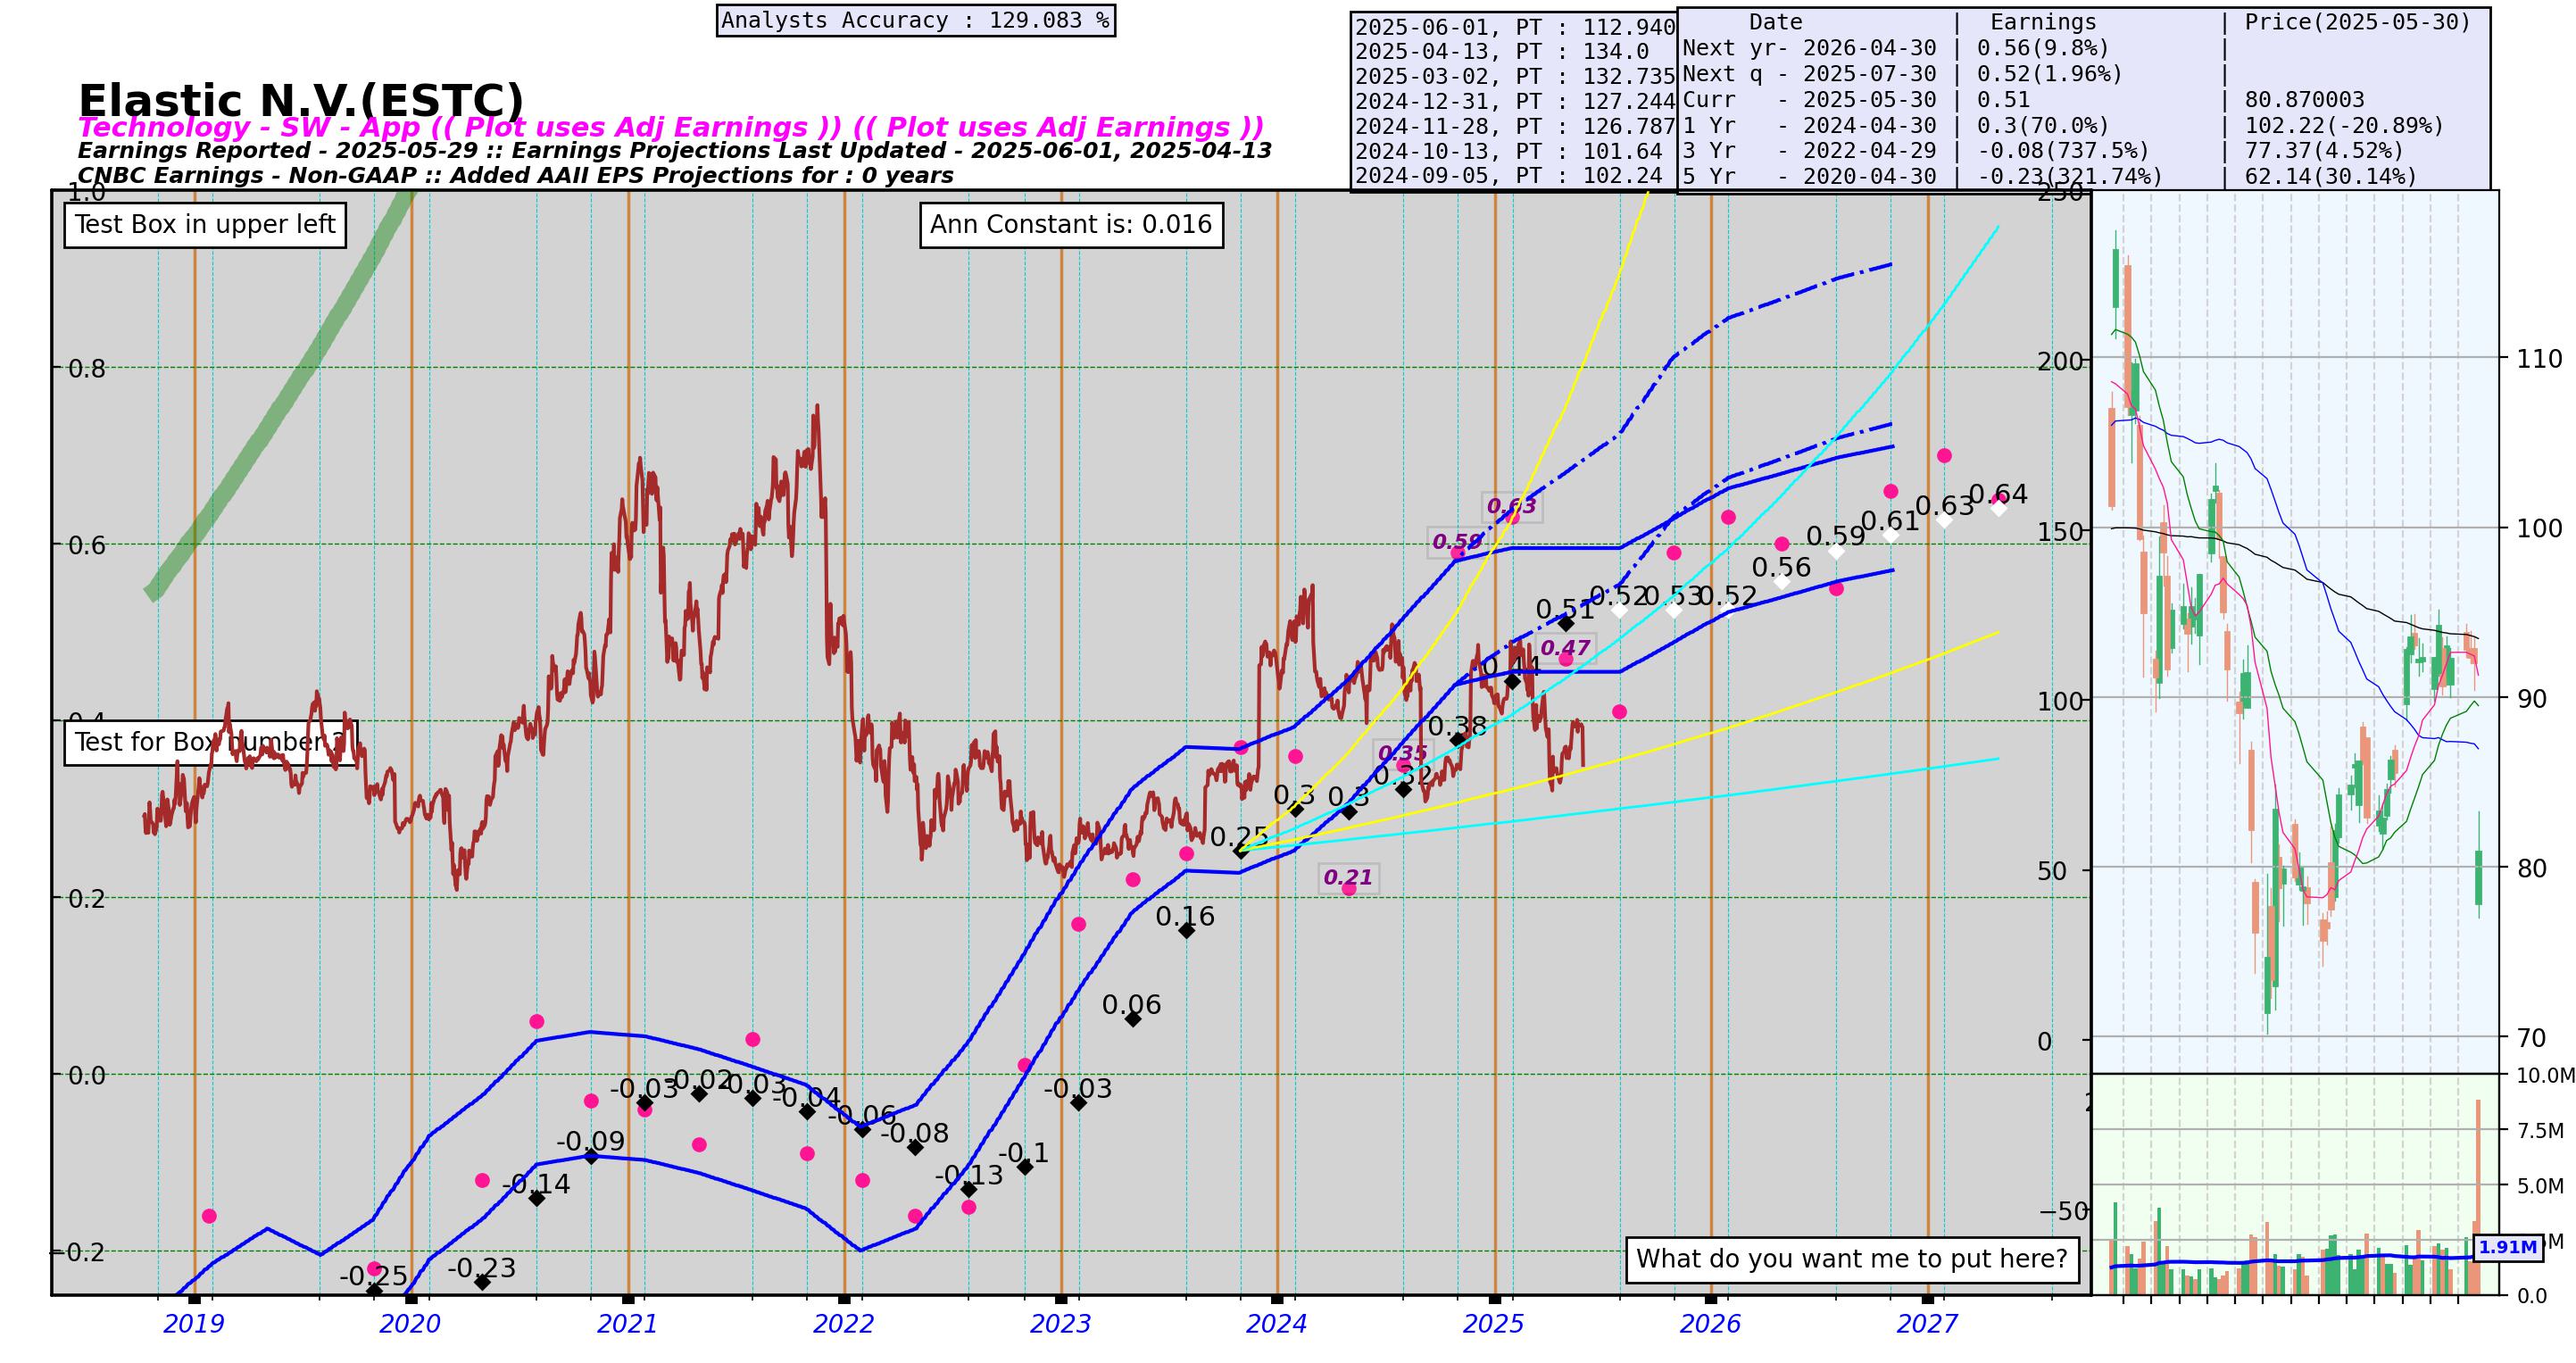 Analysts Accuracy : 129.083 %
2025-06-01, PT : 112.940
2025-04-13, PT : 134.0
2025-03-02, PT : 132.735
2024-12-31, PT : 127.244
2024-11-28, PT : 126.787
2024-10-13, PT : 101.64
2024-09-05, PT : 102.24
Date | Earnings | Price(2025-05-30)
Next yr- 2026-04-30 | 0.56(9.8%) |
Next q - 2025-07-30 | 0.52(1.96%) |
Curr - 2025-05-30 | 0.51 | 80.870003
1 Yr - 2024-04-30 | 0.3(70.0%) | 102.22(-20.89%)
3 Yr - 2022-04-29 | -0.08(737.5%) | 77.37(4.52%)
5 Yr - 2020-04-30 | -0.23(321.74%) | 62.14(30.14%)
Elastic N.V.(ESTC)
Technology - SW - App (( Plot uses Adj Earnings )) (( Plot uses Adj Earnings ))
Earnings Reported - 2025-05-29 :: Earnings Projections Last Updated - 2025-06-01, 2025-04-13
CNBC Earnings - Non-GAAP :: Added AAII EPS Projections for : 0 years
Test Box in upper left
Ann Constant is: 0.016
Test for Box number 2
What do you want me to put here?
1.0
0.8
0.6
0.4
0.2
0.0
−0.2
-0.25
-0.23
-0.14
-0.09
-0.03
-0.02
-0.03
-0.04
-0.06
-0.08
-0.13
-0.1
-0.03
0.06
0.16
0.25
0.3
0.3
0.32
0.38
0.44
0.51
0.52
0.53
0.52
0.56
0.59
0.61
0.63
0.64
0.21
0.35
0.59
0.63
0.47
250
200
150
100
50
0
−50
110
100
90
80
70
10.0M
7.5M
5.0M
1.91M
0.0
2019
2020
2021
2022
2023
2024
2025
2026
2027